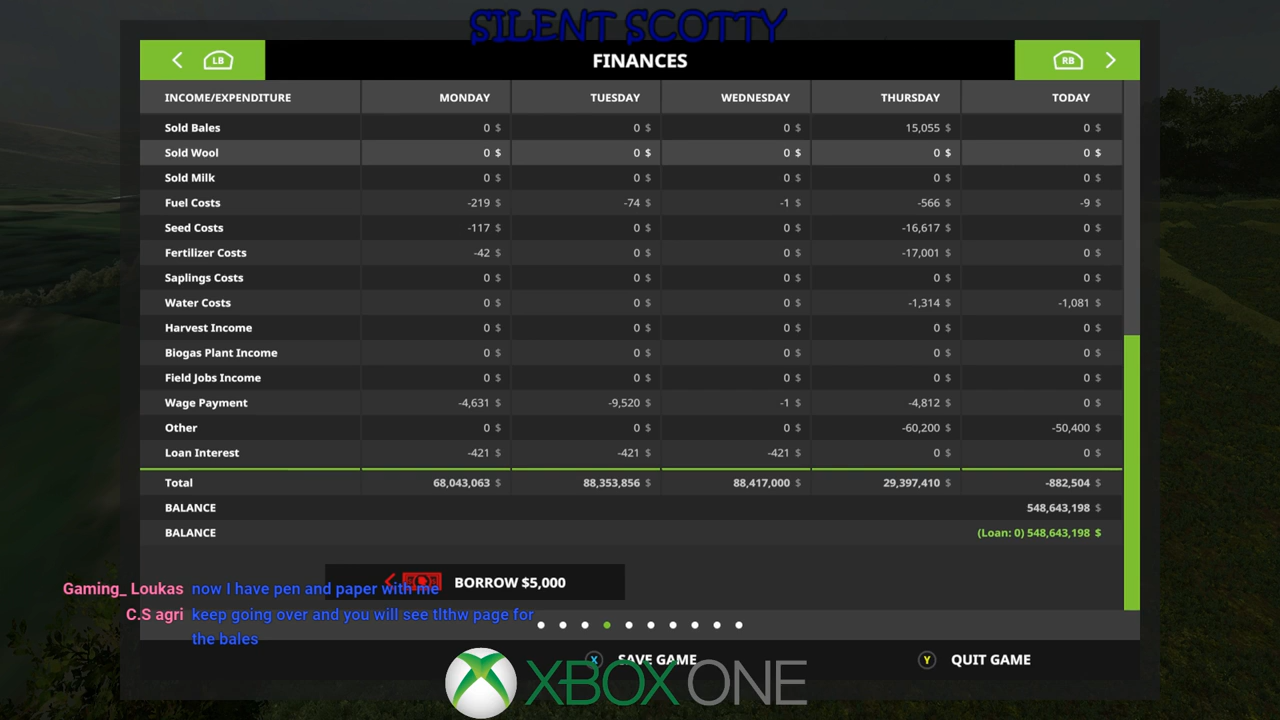 SILENT SCOTTY
LB FINANCES RB
INCOME/EXPENDITURE MONDAY TUESDAY WEDNESDAY THURSDAY TODAY
Sold Bales 0 $ 0 $ 0 $ 15,055 $ 0 $
Sold Wool 0 $ 0 $ 0 $ 0 $ 0 $
Sold Milk 0 $ 0 $ 0 $ 0 $ 0 $
Fuel Costs -219 $ -74 $ -1 $ -566 $ -9 $
Seed Costs -117 $ 0 $ 0 $ -16,617 $ 0 $
Fertilizer Costs -42 $ 0 $ 0 $ -17,001 $ 0 $
Saplings Costs 0 $ 0 $ 0 $ 0 $ 0 $
Water Costs 0 $ 0 $ 0 $ -1,314 $ -1,081 $
Harvest Income 0 $ 0 $ 0 $ 0 $ 0 $
Biogas Plant Income 0 $ 0 $ 0 $ 0 $ 0 $
Field Jobs Income 0 $ 0 $ 0 $ 0 $ 0 $
Wage Payment -4,631 $ -9,520 $ -1 $ -4,812 $ 0 $
Other 0 $ 0 $ 0 $ -60,200 $ -50,400 $
Loan Interest -421 $ -421 $ -421 $ 0 $ 0 $
Total 68,043,063 $ 88,353,856 $ 88,417,000 $ 29,397,410 $ -882,504 $
BALANCE 548,643,198 $
BALANCE (Loan: 0) 548,643,198 $
BORROW $5,000
Gaming_ Loukas now I have pen and paper with me
C.S agri keep going over and you will see tlthw page for
the bales
X SAVE GAME Y QUIT GAME
XBOX ONE